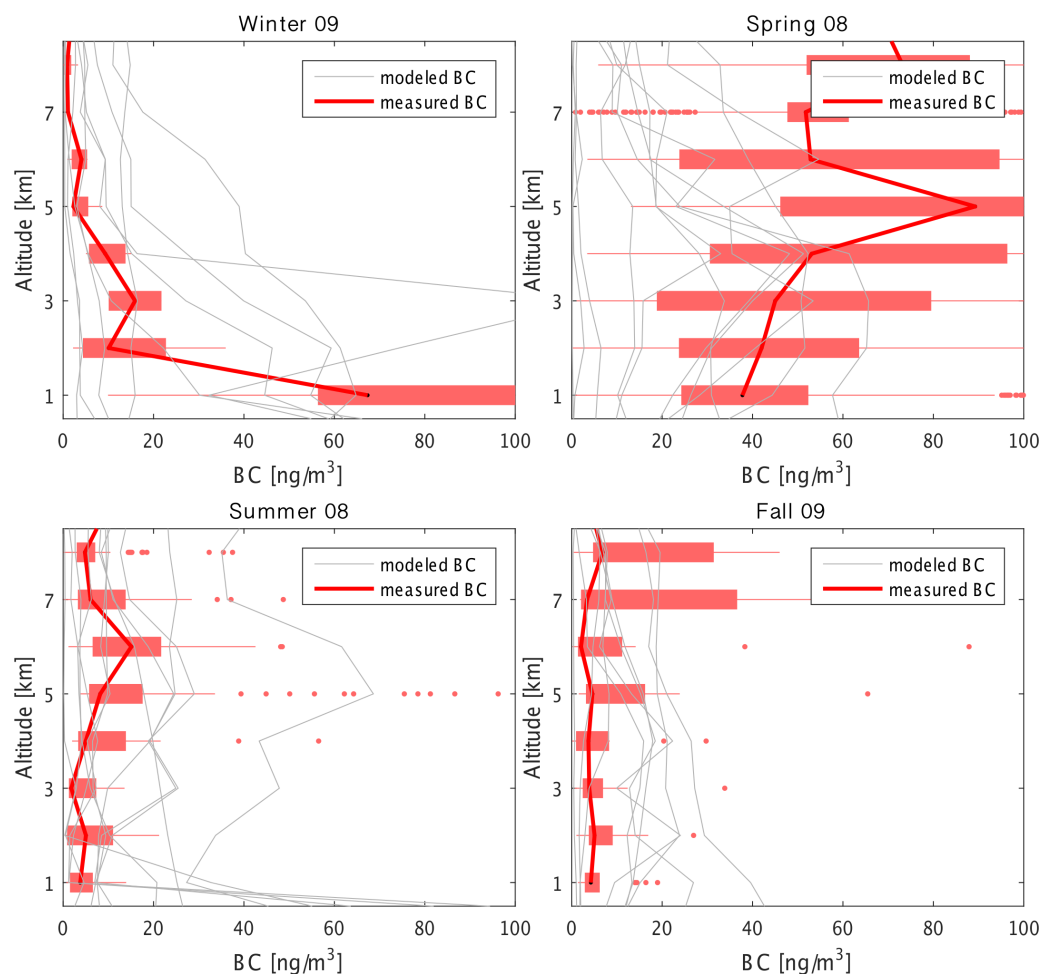 Winter 09
modeled BC
measured BC
Altitude [km]
7
5
3
1
0 20 40 60 80 100
BC [ng/m³]
Spring 08
modeled BC
measured BC
Altitude [km]
7
5
3
1
0 20 40 60 80 100
BC [ng/m³]
Summer 08
modeled BC
measured BC
Altitude [km]
7
5
3
1
0 20 40 60 80 100
BC [ng/m³]
Fall 09
modeled BC
measured BC
Altitude [km]
7
5
3
1
0 20 40 60 80 100
BC [ng/m³]